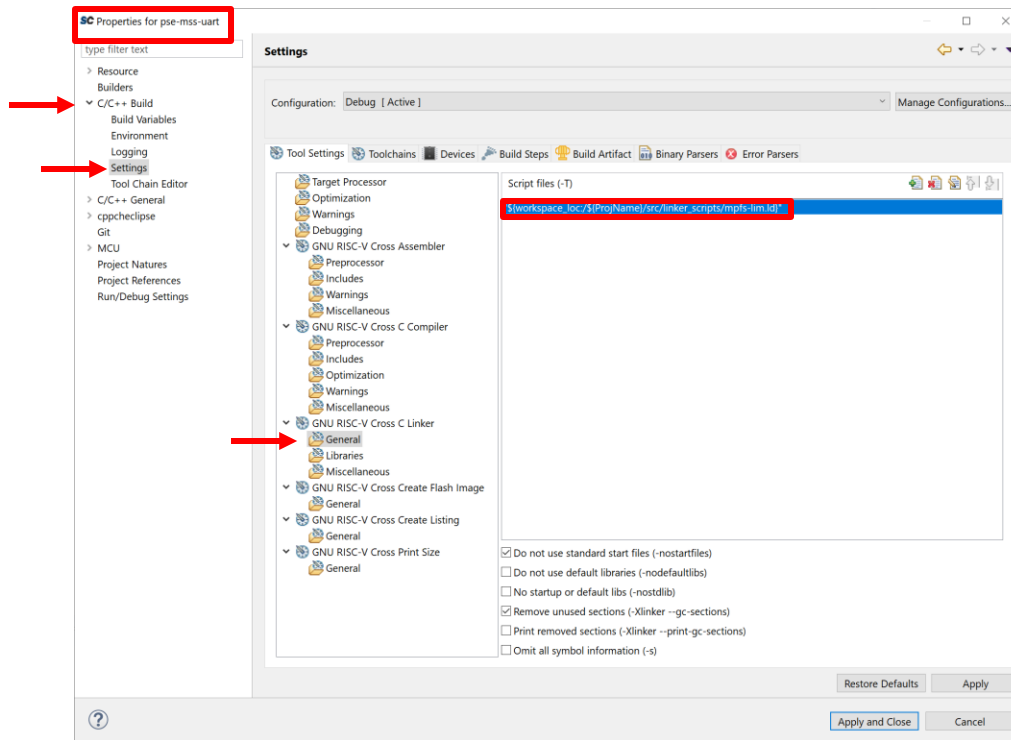 SC Properties for pse-mss-uart
type filter text
Resource
Builders
C/C++ Build
Build Variables
Environment
Logging
Settings
Tool Chain Editor
C/C++ General
cppcheclipse
Git
MCU
Project Natures
Project References
Run/Debug Settings
Settings
Configuration: Debug [ Active ] Manage Configurations...
Tool Settings Toolchains Devices Build Steps Build Artifact Binary Parsers Error Parsers
Target Processor
Optimization
Warnings
Debugging
GNU RISC-V Cross Assembler
Preprocessor
Includes
Warnings
Miscellaneous
GNU RISC-V Cross C Compiler
Preprocessor
Includes
Optimization
Warnings
Miscellaneous
GNU RISC-V Cross C Linker
General
Libraries
Miscellaneous
GNU RISC-V Cross Create Flash Image
General
GNU RISC-V Cross Create Listing
General
GNU RISC-V Cross Print Size
General
Script files (-T)
${workspace_loc:/${ProjName}/src/linker_scripts/mpfs-lim.ld}"
Do not use standard start files (-nostartfiles)
Do not use default libraries (-nodefaultlibs)
No startup or default libs (-nostdlib)
Remove unused sections (-Xlinker --gc-sections)
Print removed sections (-Xlinker --print-gc-sections)
Omit all symbol information (-s)
Restore Defaults Apply
? Apply and Close Cancel